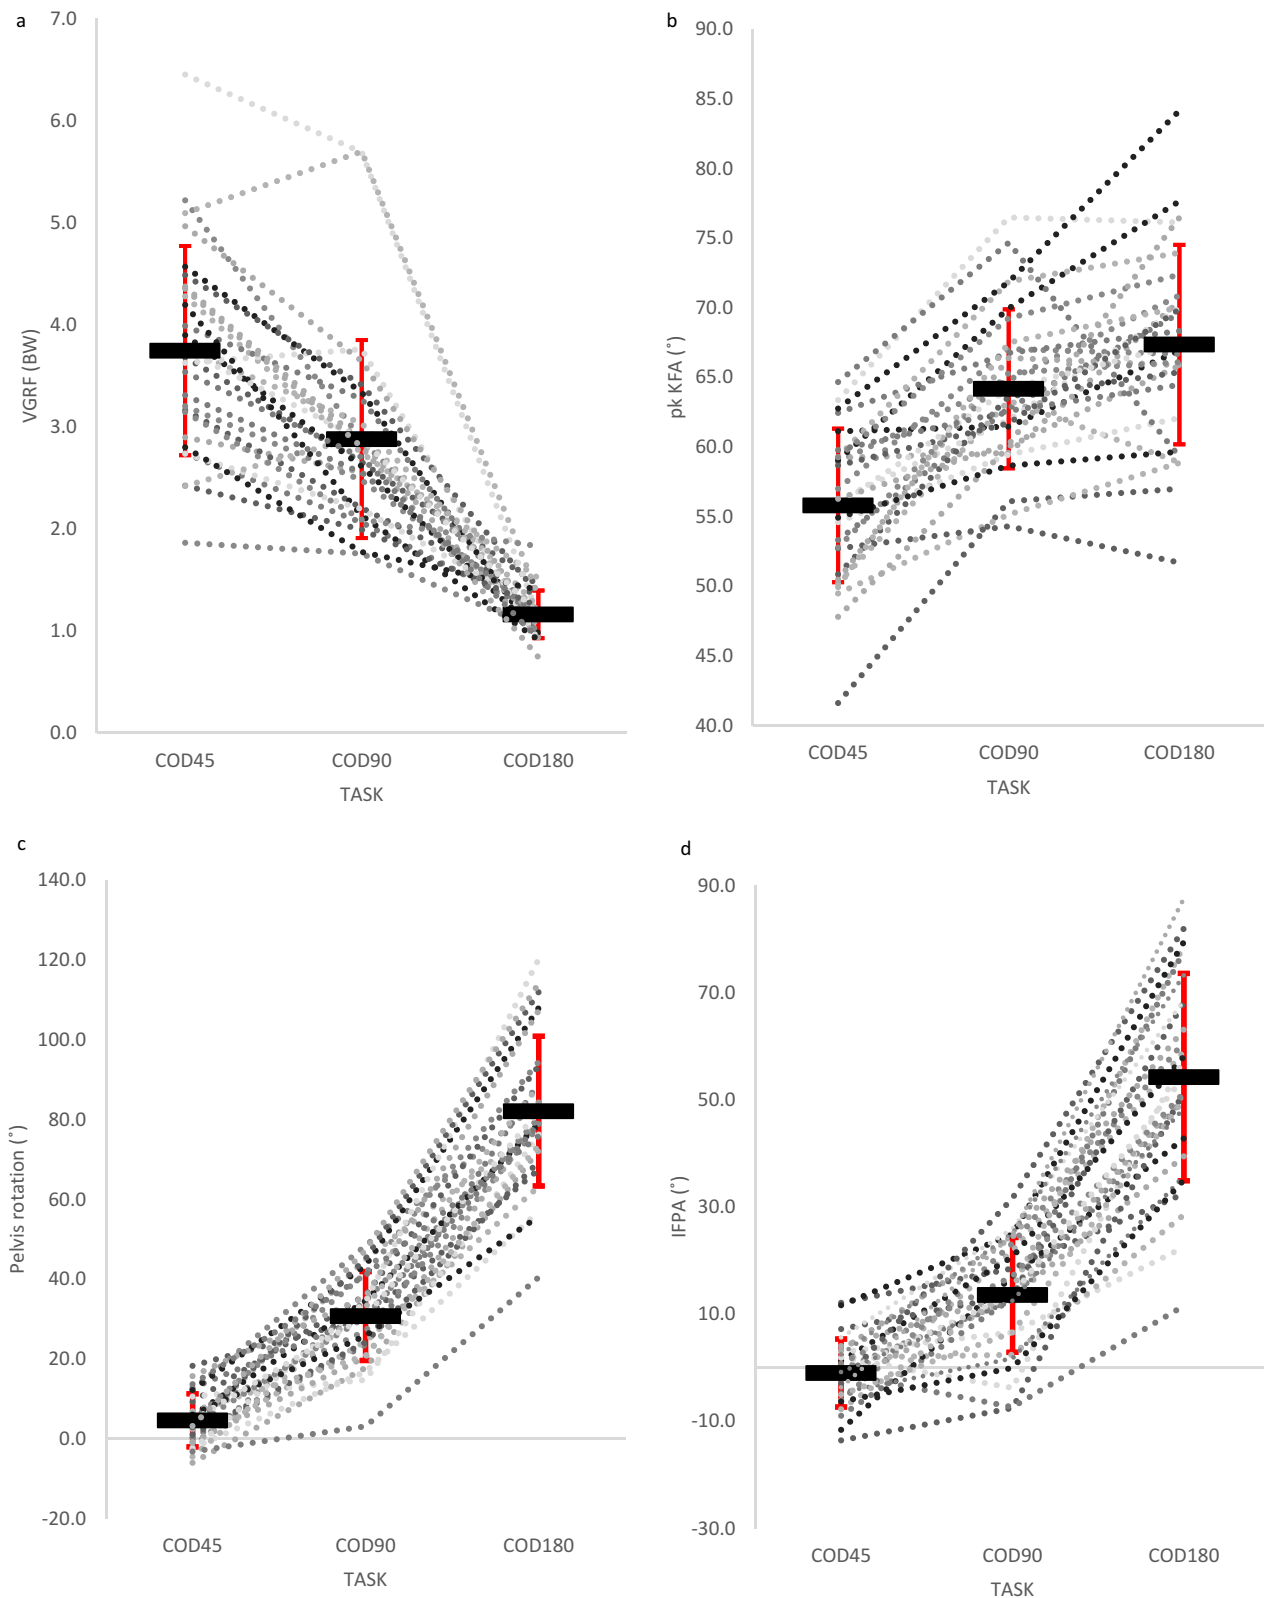 a
7.0
6.0
5.0
4.0
3.0
2.0
1.0
0.0
VGRF (BW)
COD45 COD90 COD180
TASK
b
90.0
85.0
80.0
75.0
70.0
65.0
60.0
55.0
50.0
45.0
40.0
pk KFA (°)
COD45 COD90 COD180
TASK
c
140.0
120.0
100.0
80.0
60.0
40.0
20.0
0.0
-20.0
Pelvis rotation (°)
COD45 COD90 COD180
TASK
d
90.0
70.0
50.0
30.0
10.0
-10.0
-30.0
IFPA (°)
COD45 COD90 COD180
TASK